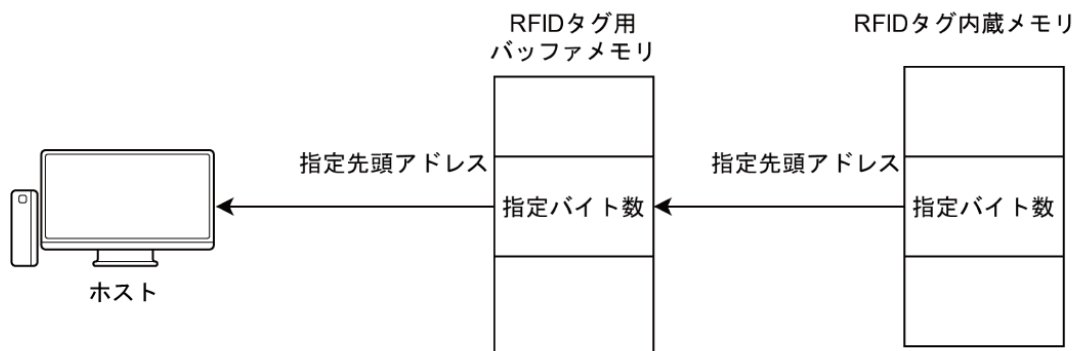 RFIDタグ用
バッファメモリ
RFIDタグ内蔵メモリ
指定先頭アドレス
指定先頭アドレス
指定バイト数
指定バイト数
ホスト